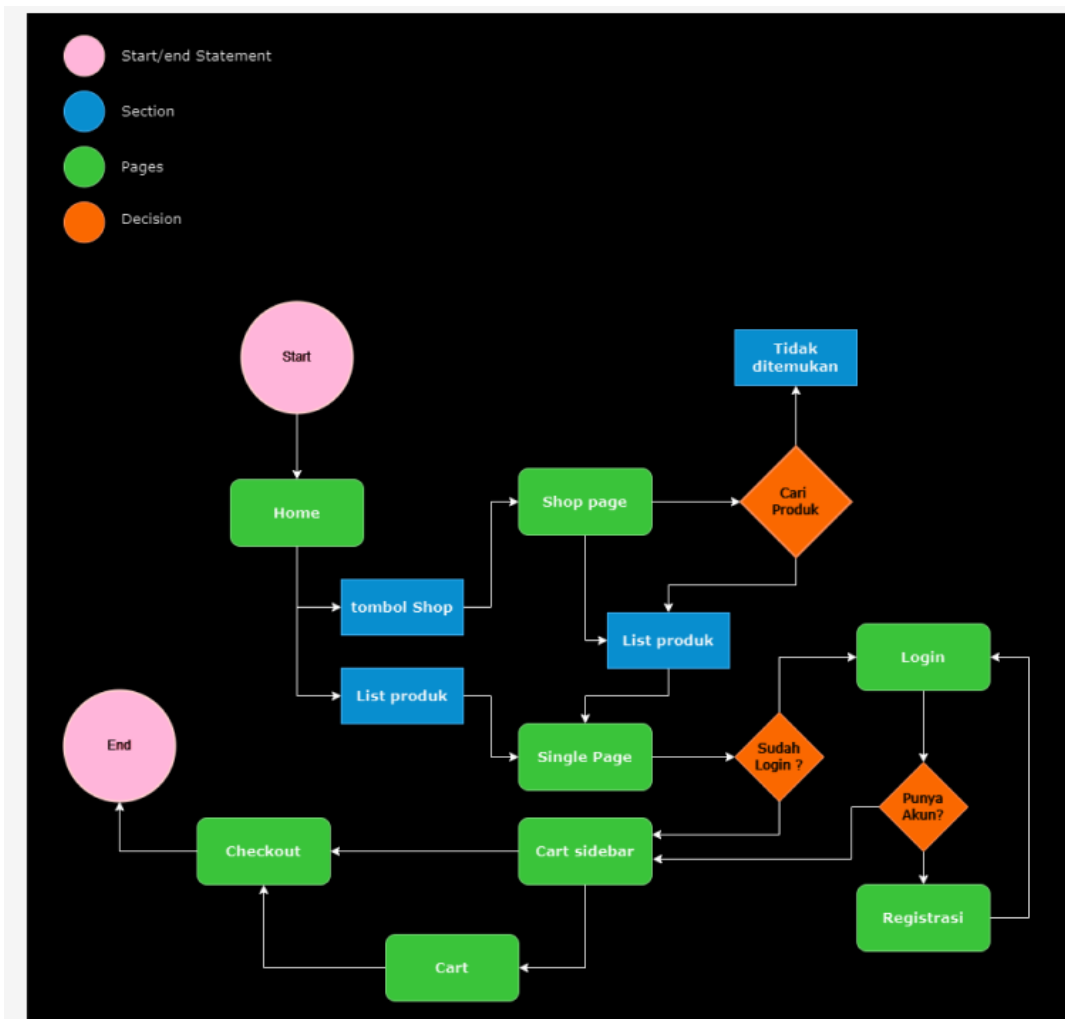 Start/end Statement
Section
Pages
Decision
Start
Tidak
ditemukan
Home
Shop page
Cari
Produk
tombol Shop
List produk
List produk
Login
End
Single Page
Sudah
Login ?
Punya
Akun?
Checkout
Cart sidebar
Registrasi
Cart